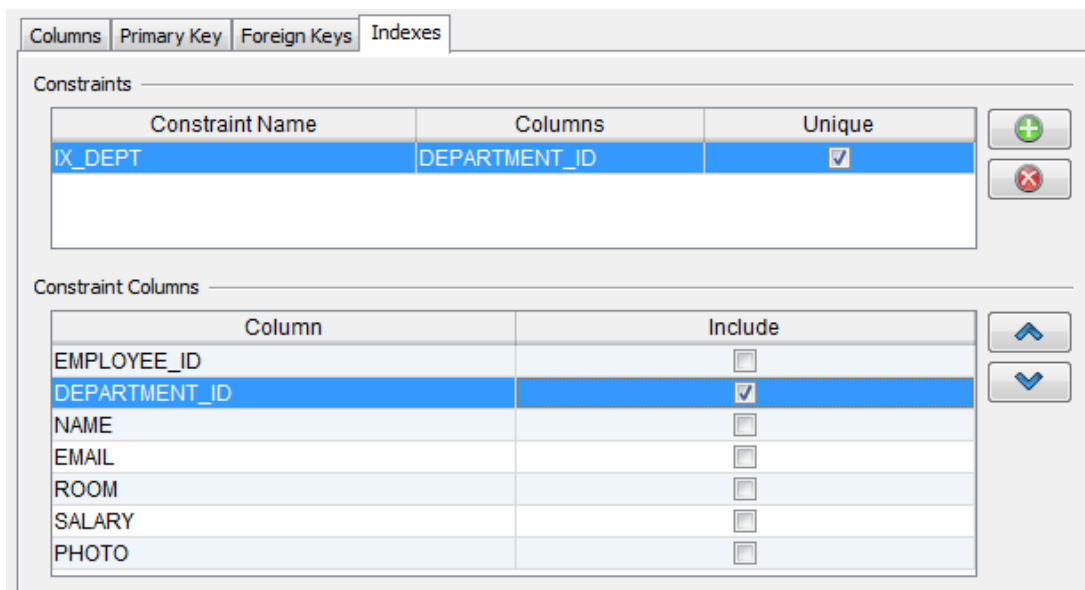 Columns Primary Key Foreign Keys Indexes
Constraints
Constraint Name Columns Unique
IX_DEPT DEPARTMENT_ID
Constraint Columns
Column Include
EMPLOYEE_ID
DEPARTMENT_ID
NAME
EMAIL
ROOM
SALARY
PHOTO